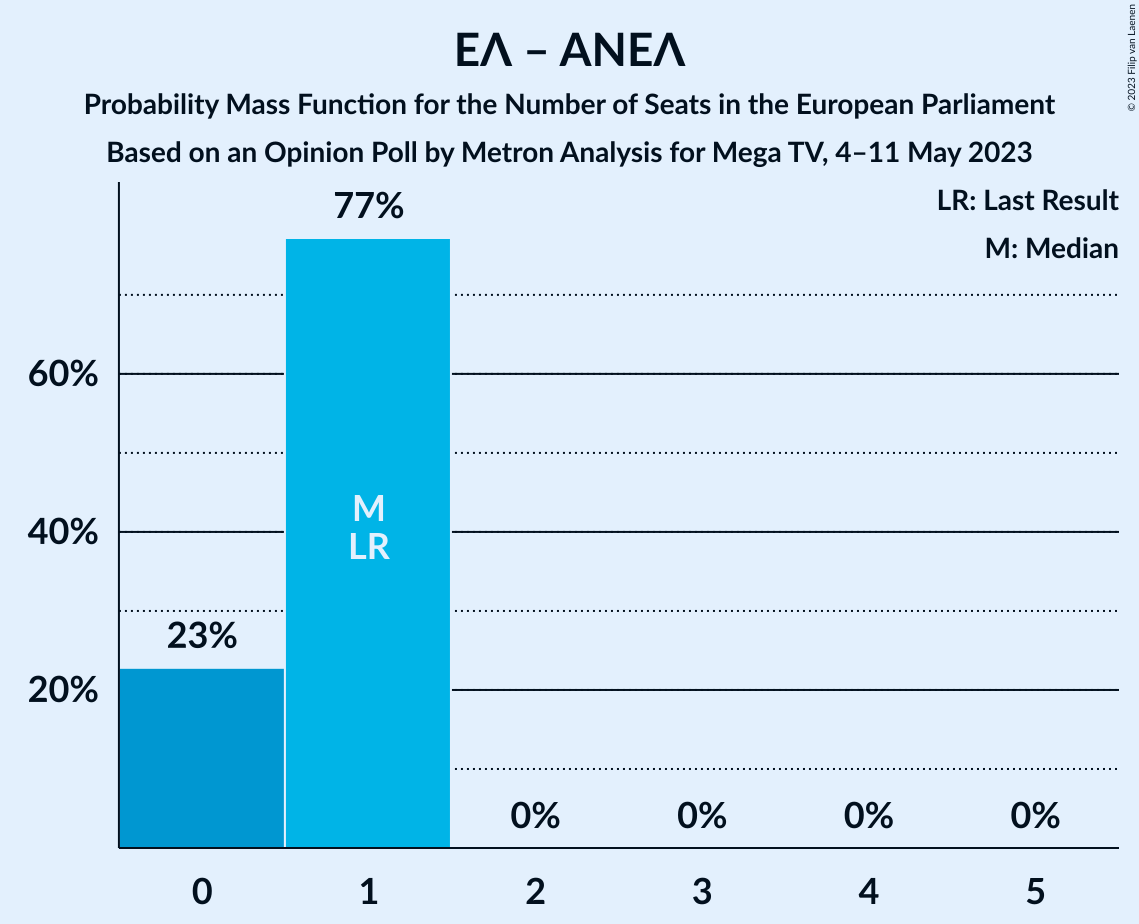 ΕΛ – ΑΝΕΛ
Probability Mass Function for the Number of Seats in the European Parliament
Based on an Opinion Poll by Metron Analysis for Mega TV, 4–11 May 2023
© 2023 Filip van Laenen
LR: Last Result
M: Median
77%
60%
M
40%
LR
23%
20%
0%
0%
0%
0%
0
1
2
3
4
5